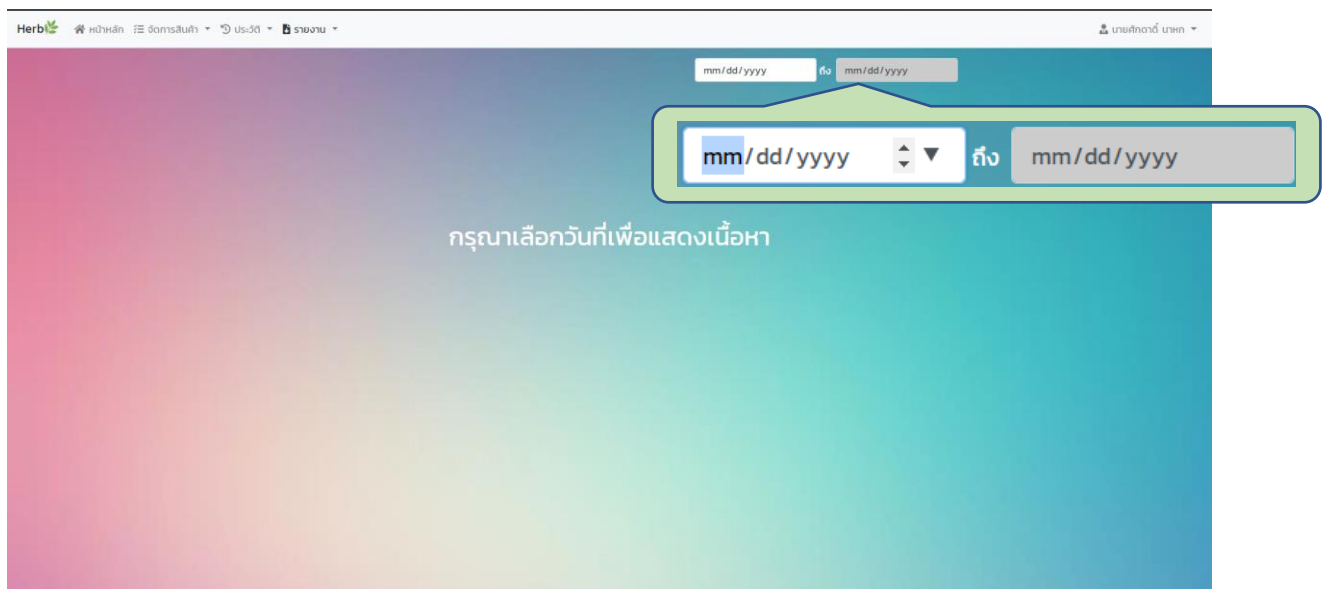 Herb หน้าหลัก จัดการสินค้า ประวัติ รายงาน นายศักดาดิ์ นาหก
mm/dd/yyyy ถึง mm/dd/yyyy
mm/dd/yyyy ถึง mm/dd/yyyy
กรุณาเลือกวันที่เพื่อแสดงเนื้อหา